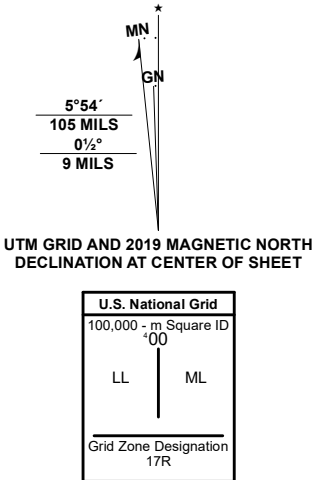 ★
MN
GN
5°54´
105 MILS
0½°
9 MILS
UTM GRID AND 2019 MAGNETIC NORTH
DECLINATION AT CENTER OF SHEET
U.S. National Grid
100,000 - m Square ID
⁴00
LL ML
Grid Zone Designation
17R